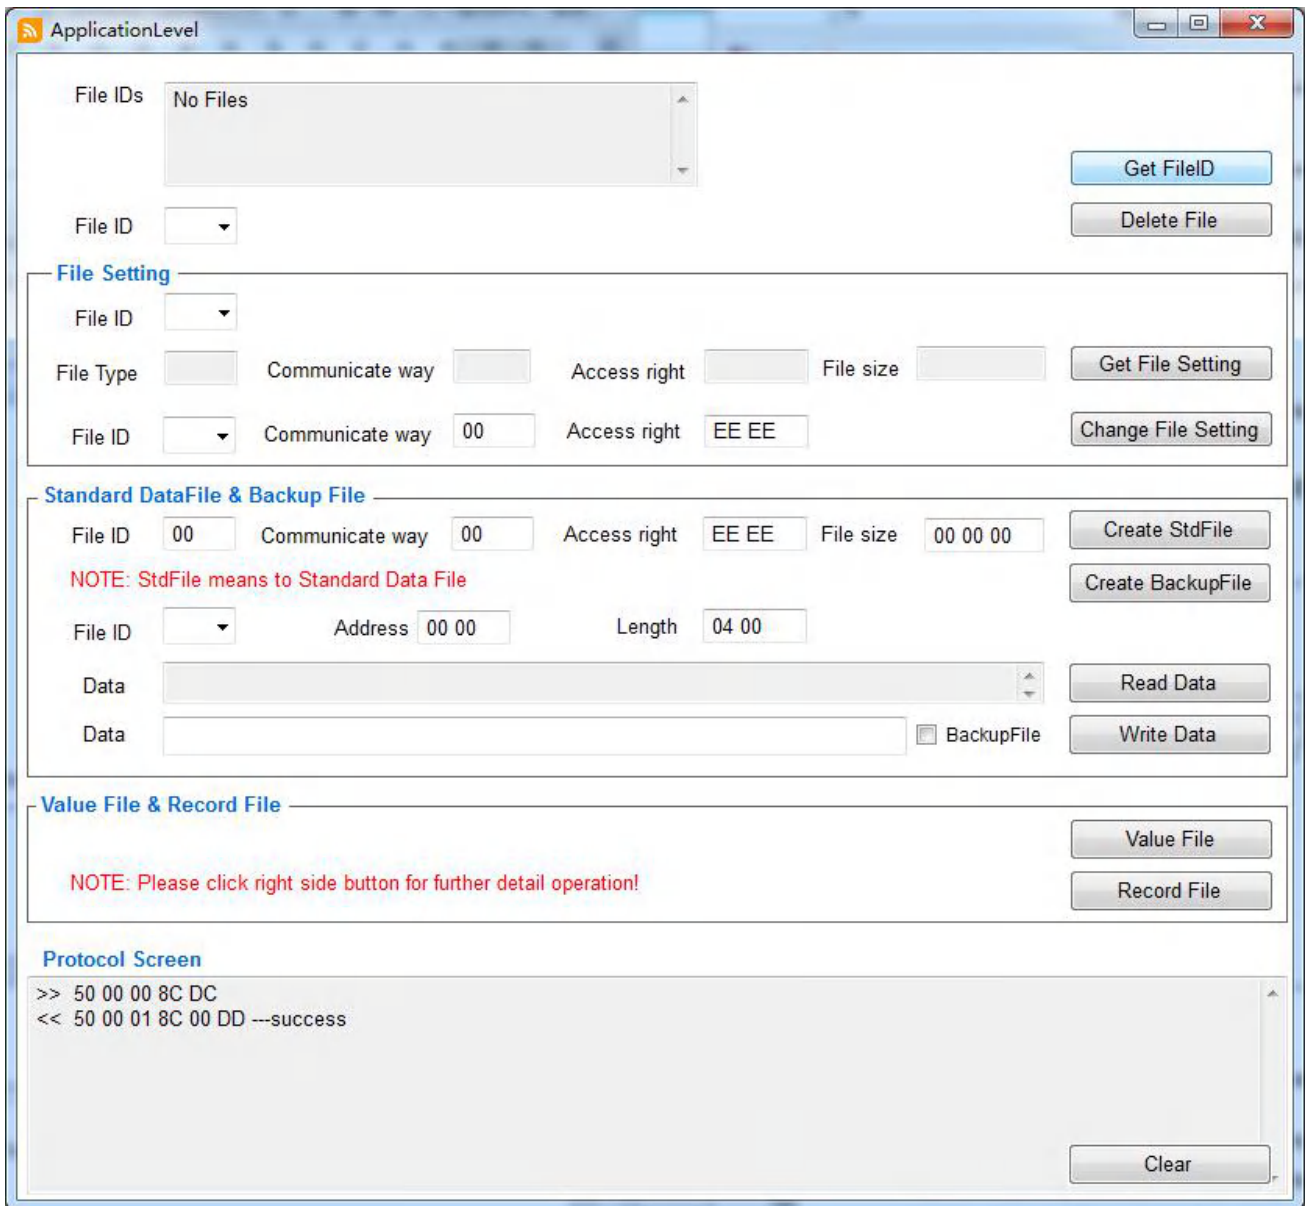 ApplicationLevel
File IDs No Files
Get FileID
File ID Delete File
File Setting
File ID
File Type Communicate way Access right File size Get File Setting
File ID Communicate way 00 Access right EE EE Change File Setting
Standard DataFile & Backup File
File ID 00 Communicate way 00 Access right EE EE File size 00 00 00 Create StdFile
NOTE: StdFile means to Standard Data File Create BackupFile
File ID Address 00 00 Length 04 00
Data Read Data
Data BackupFile Write Data
Value File & Record File
Value File
NOTE: Please click right side button for further detail operation! Record File
Protocol Screen
>> 50 00 00 8C DC
<< 50 00 01 8C 00 DD ---success
Clear